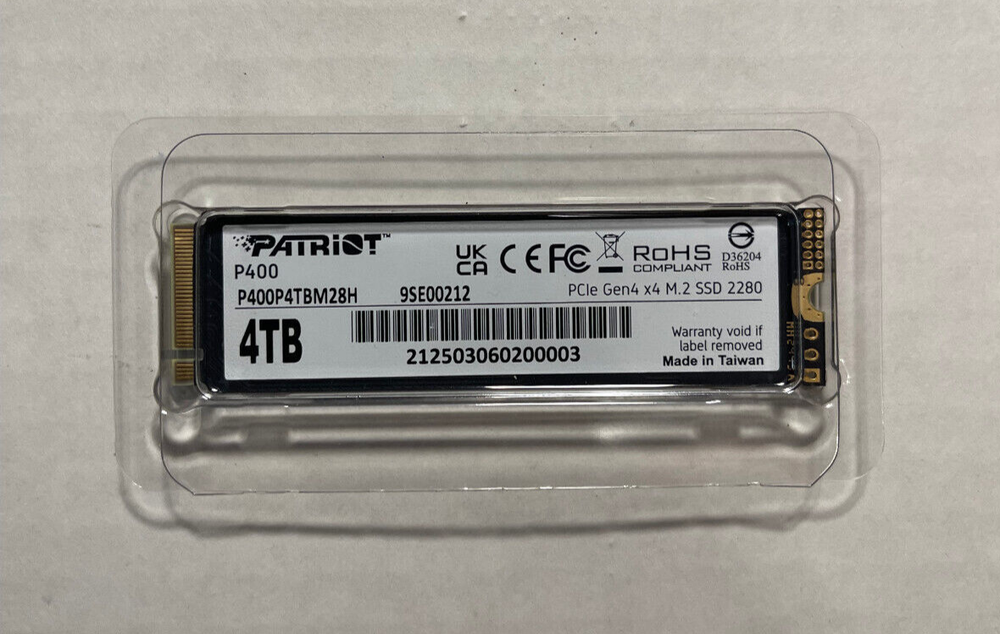 PATRiOT™
UK CA CE FC RoHS COMPLIANT D36204 RoHS
P400
P400P4TBM28H 9SE00212 PCIe Gen4 x4 M.2 SSD 2280
4TB
212503060200003
Warranty void if
label removed
Made in Taiwan